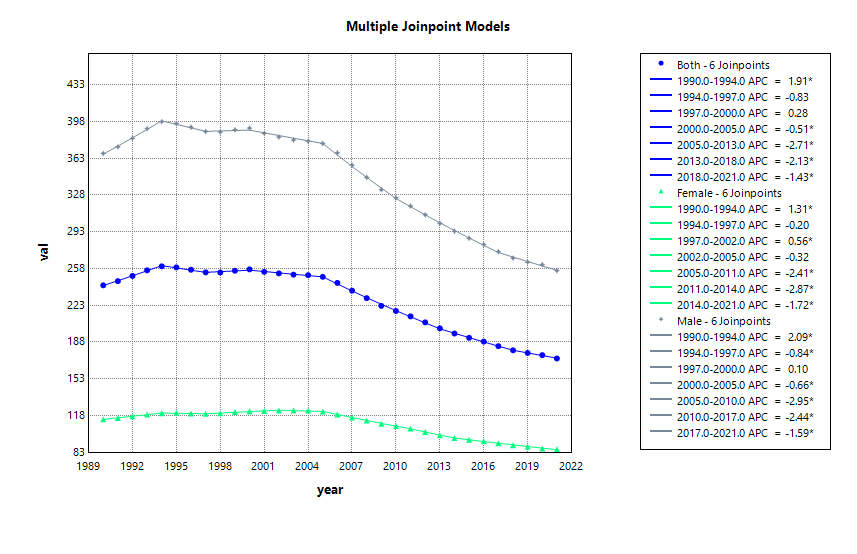 Multiple Joinpoint Models
433
398
363
328
293
258
223
188
153
118
83
val
1989 1992 1995 1998 2001 2004 2007 2010 2013 2016 2019 2022
year
Both - 6 Joinpoints
1990.0-1994.0 APC = 1.91*
1994.0-1997.0 APC = -0.83
1997.0-2000.0 APC = 0.28
2000.0-2005.0 APC = -0.51*
2005.0-2013.0 APC = -2.71*
2013.0-2018.0 APC = -2.13*
2018.0-2021.0 APC = -1.43*
Female - 6 Joinpoints
1990.0-1994.0 APC = 1.31*
1994.0-1997.0 APC = -0.20
1997.0-2002.0 APC = 0.56*
2002.0-2005.0 APC = -0.32
2005.0-2011.0 APC = -2.41*
2011.0-2014.0 APC = -2.87*
2014.0-2021.0 APC = -1.72*
Male - 6 Joinpoints
1990.0-1994.0 APC = 2.09*
1994.0-1997.0 APC = -0.84*
1997.0-2000.0 APC = 0.10
2000.0-2005.0 APC = -0.66*
2005.0-2010.0 APC = -2.95*
2010.0-2017.0 APC = -2.44*
2017.0-2021.0 APC = -1.59*